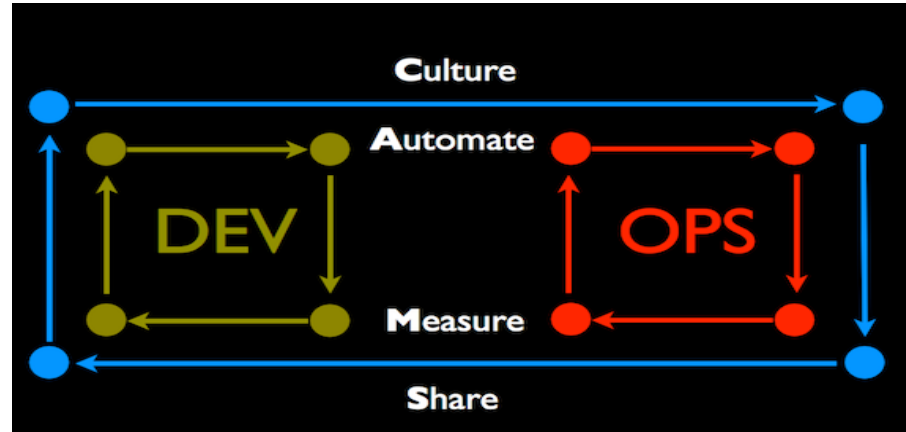 Culture
Automate
DEV
OPS
Measure
Share